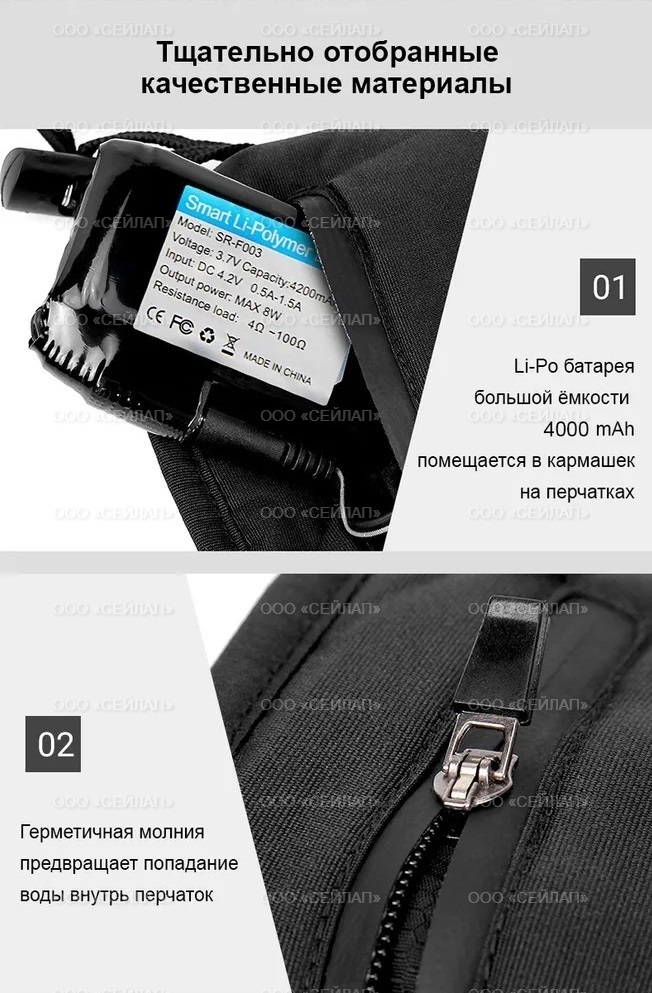 Тщательно отобранные
качественные материалы
Smart Li-Polymer
Model: SR-F003
Voltage: 3.7V Capacity:4200mA
Input: DC 4.2V 0.5A-1.5A
Output power: MAX 8W
Resistance load: 4Ω ~100Ω
CE FC
MADE IN CHINA
01
Li-Po батарея
большой ёмкости
4000 mAh
помещается в кармашек
на перчатках
02
Герметичная молния
предвращает попадание
воды внутрь перчаток
ООО «СЕЙЛАП»